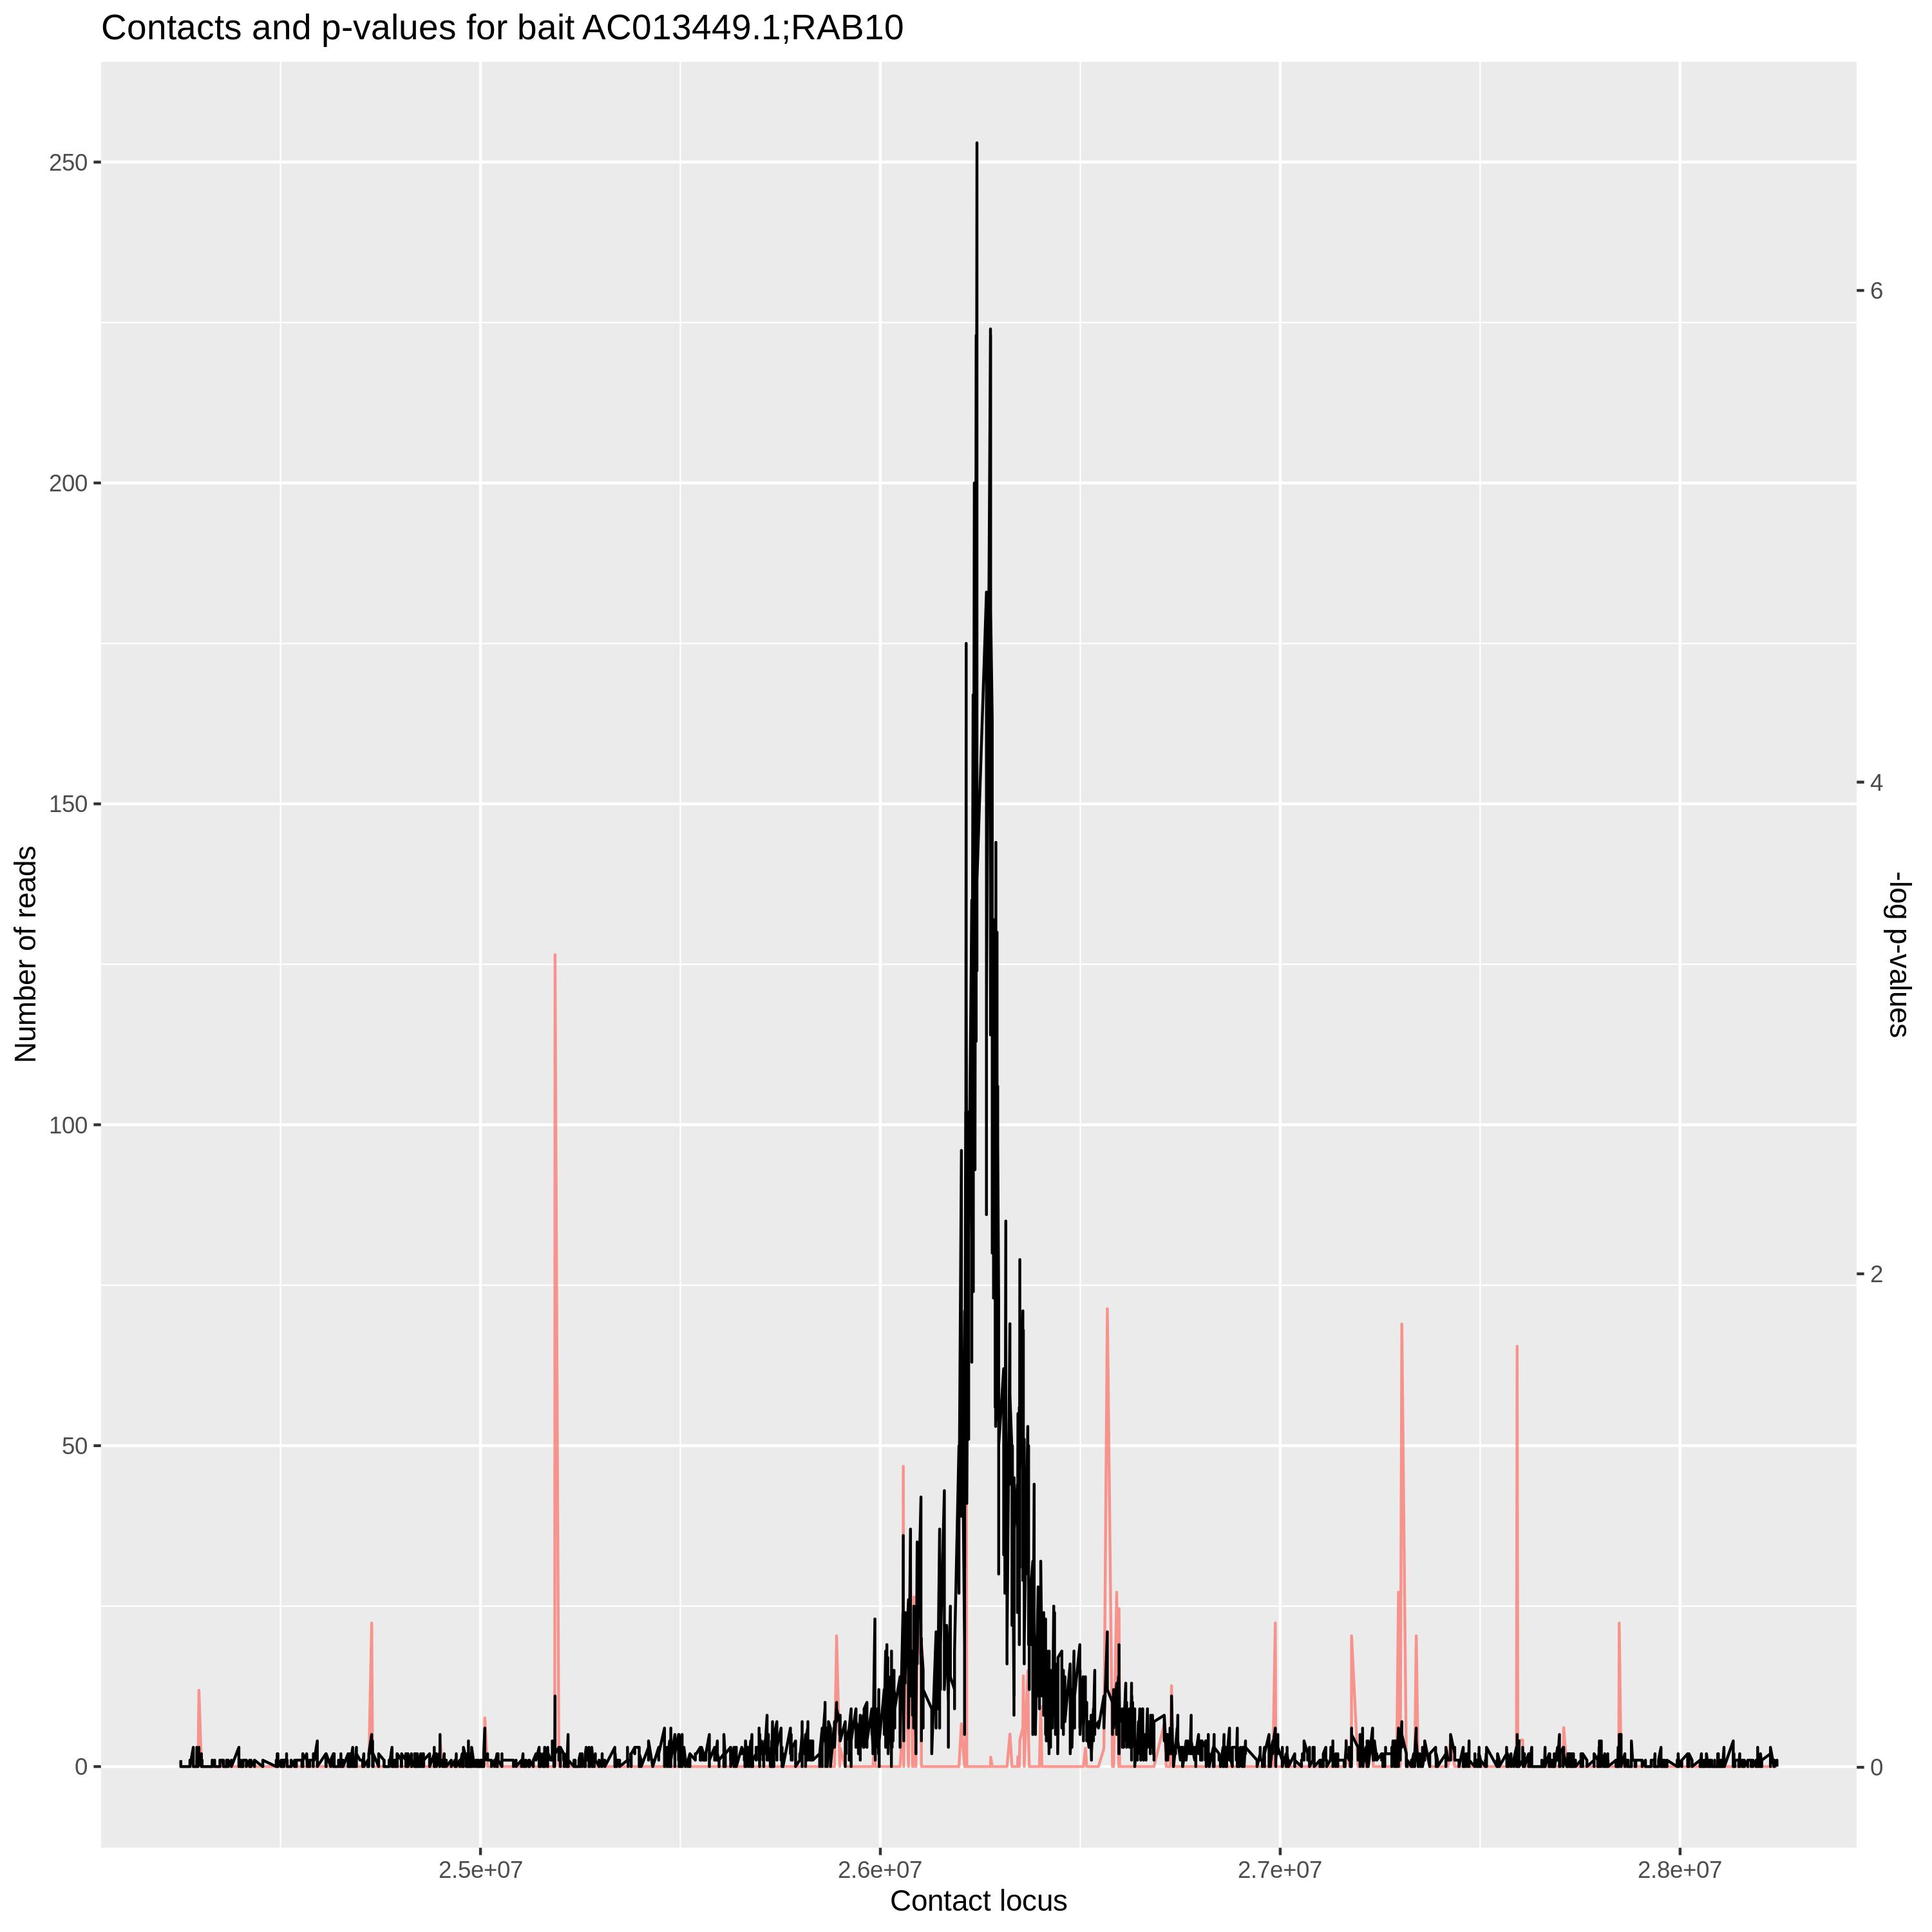 Contacts and p-values for bait AC013449.1;RAB10
250
200
150
100
50
0
Number of reads
6
4
2
0
-log p-values
2.5e+07
2.6e+07
2.7e+07
2.8e+07
Contact locus